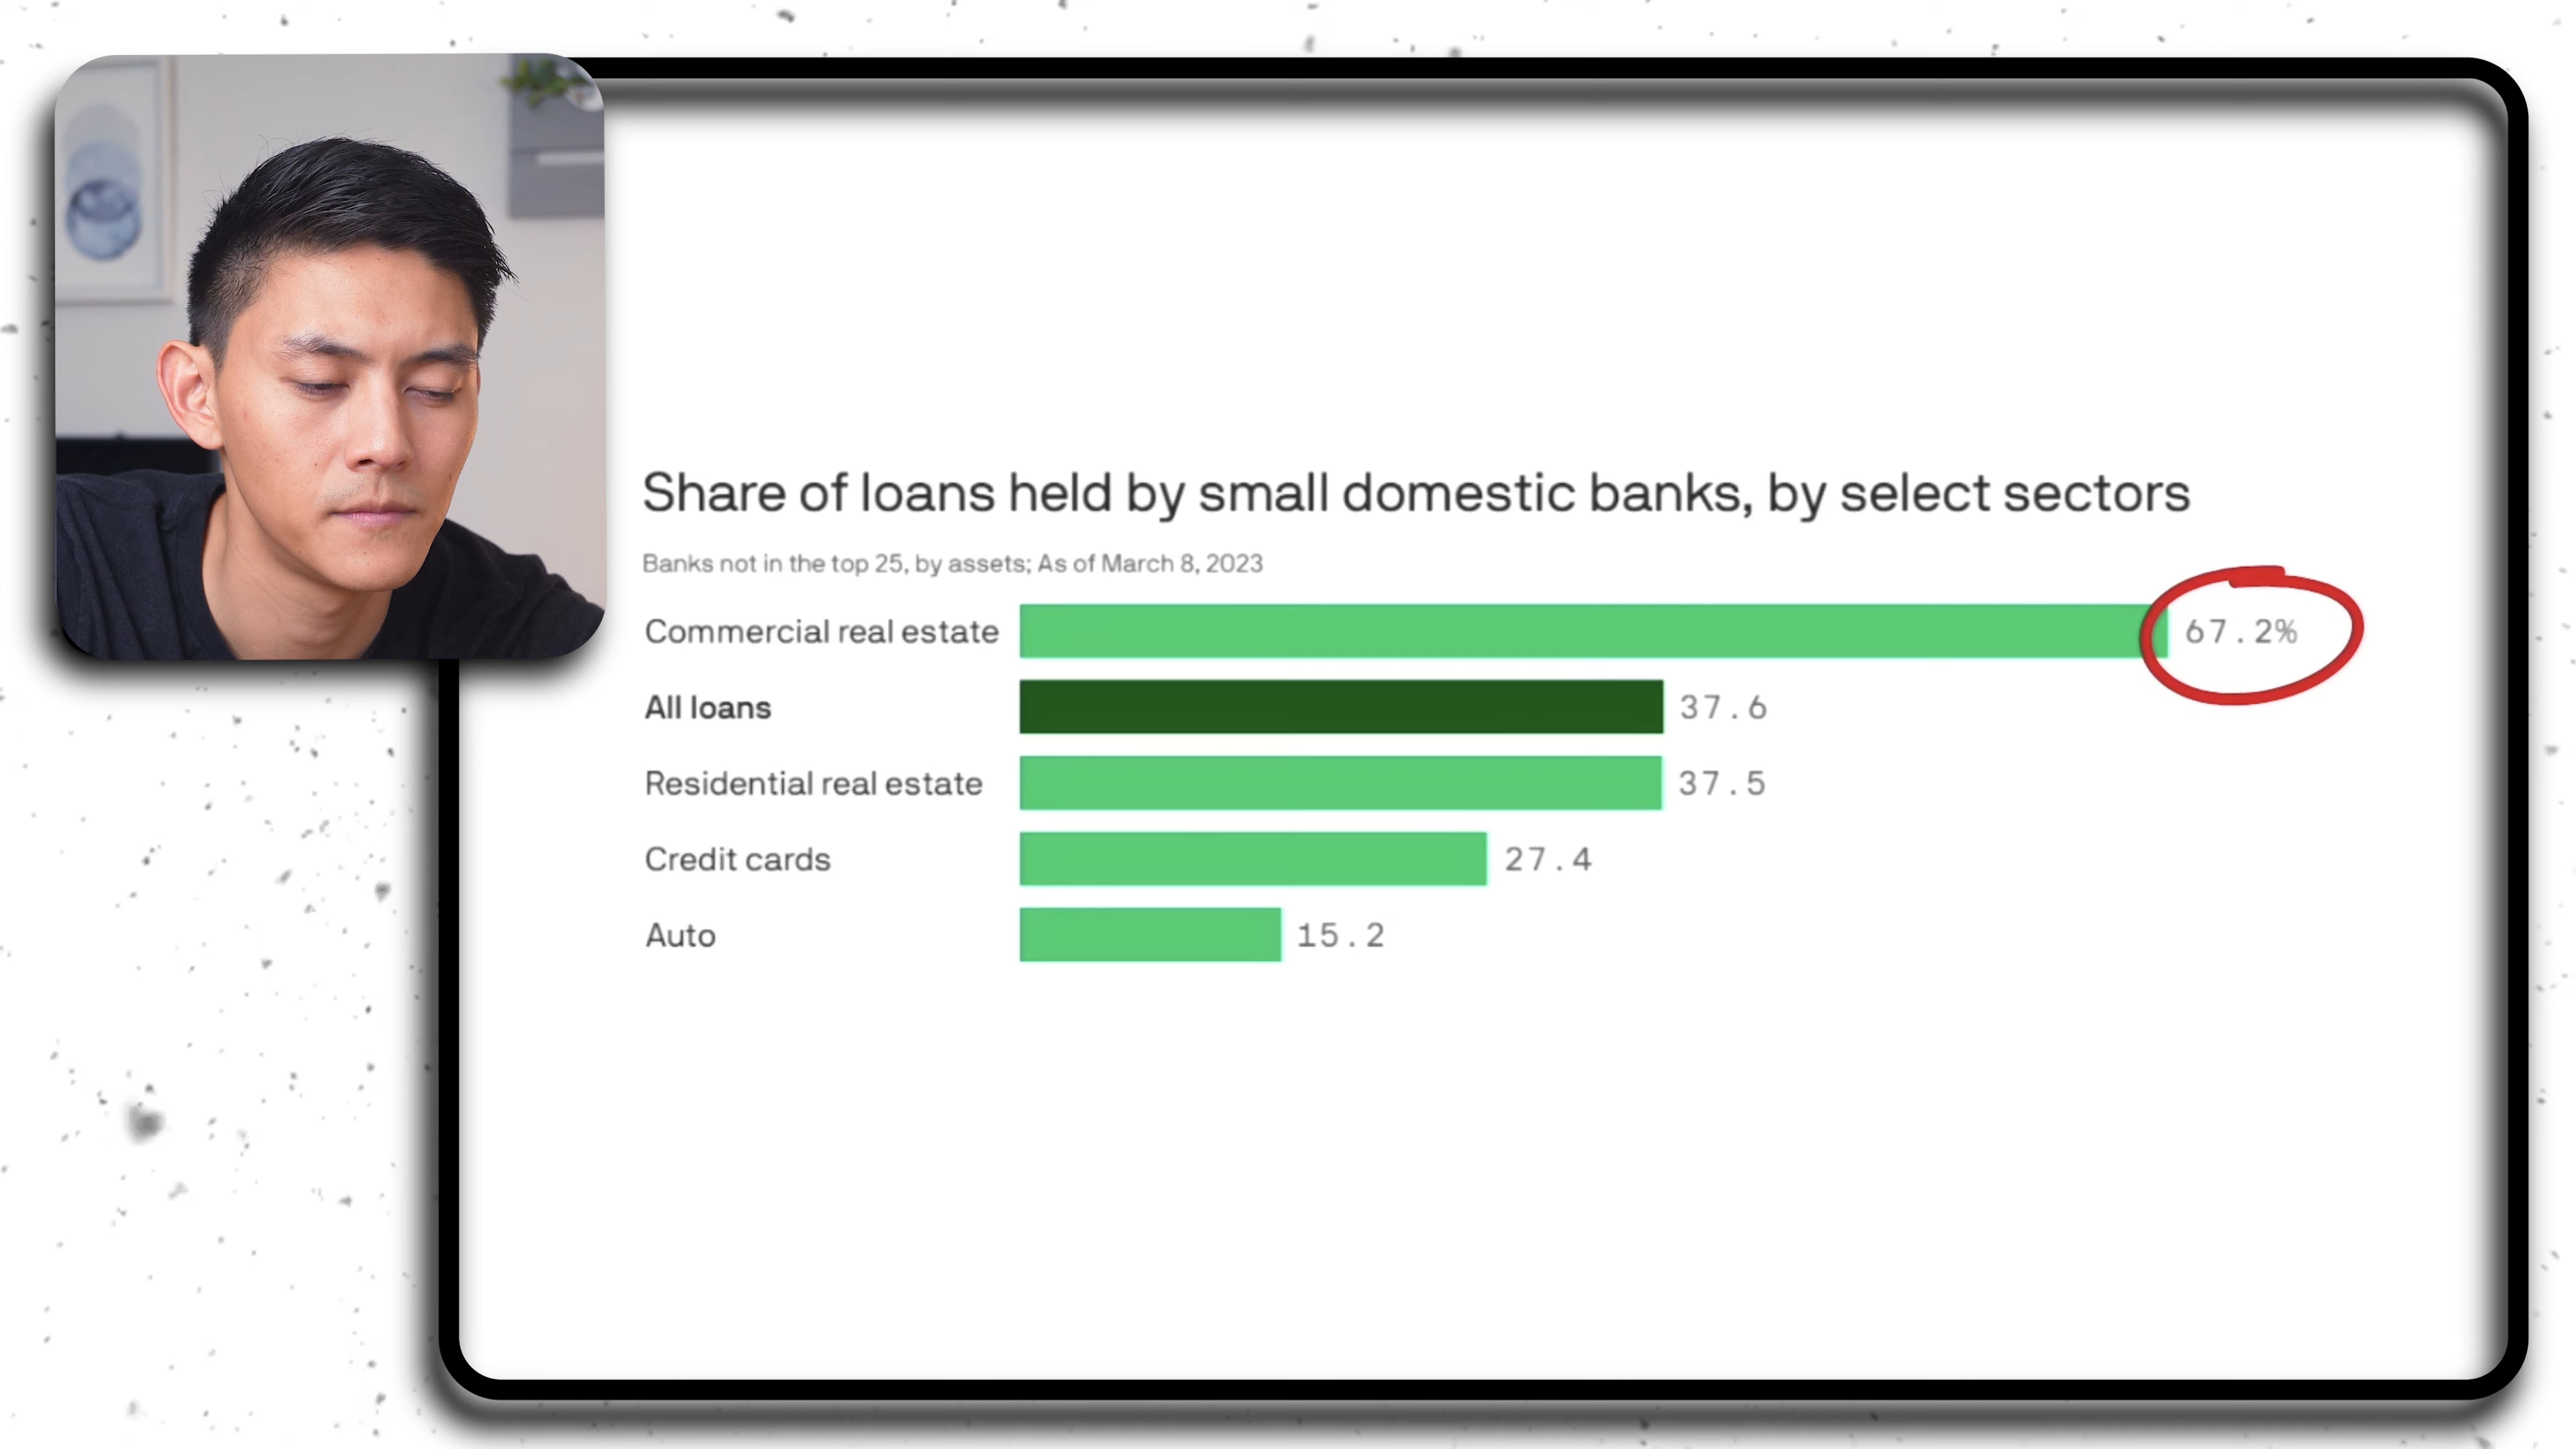 Share of loans held by small domestic banks, by select sectors
Banks not in the top 25, by assets; As of March 8, 2023
Commercial real estate 67.2%
All loans 37.6
Residential real estate 37.5
Credit cards 27.4
Auto 15.2